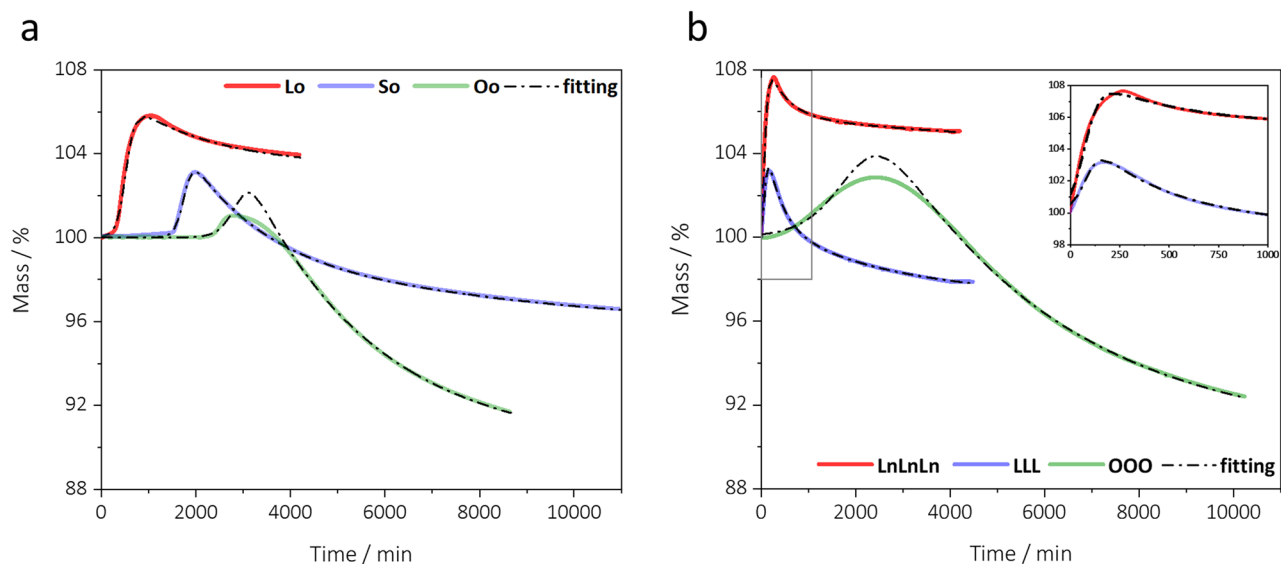 a
Lo So Oo fitting
108
104
100
96
92
88
Mass / %
0 2000 4000 6000 8000 10000
Time / min
b
108
104
100
96
92
88
Mass / %
108
106
104
102
100
98
0 250 500 750 1000
LnLnLn LLL OOO fitting
0 2000 4000 6000 8000 10000
Time / min